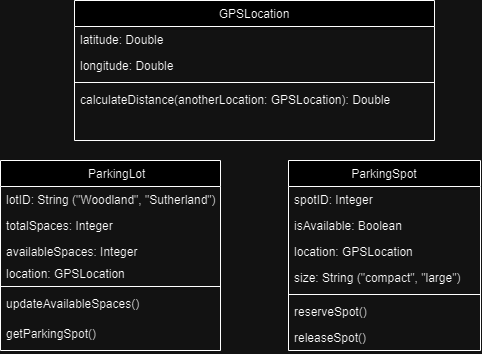 GPSLocation
latitude: Double
longitude: Double
calculateDistance(anotherLocation: GPSLocation): Double
ParkingLot
lotID: String ("Woodland", "Sutherland")
totalSpaces: Integer
availableSpaces: Integer
location: GPSLocation
updateAvailableSpaces()
getParkingSpot()
ParkingSpot
spotID: Integer
isAvailable: Boolean
location: GPSLocation
size: String ("compact", "large")
reserveSpot()
releaseSpot()